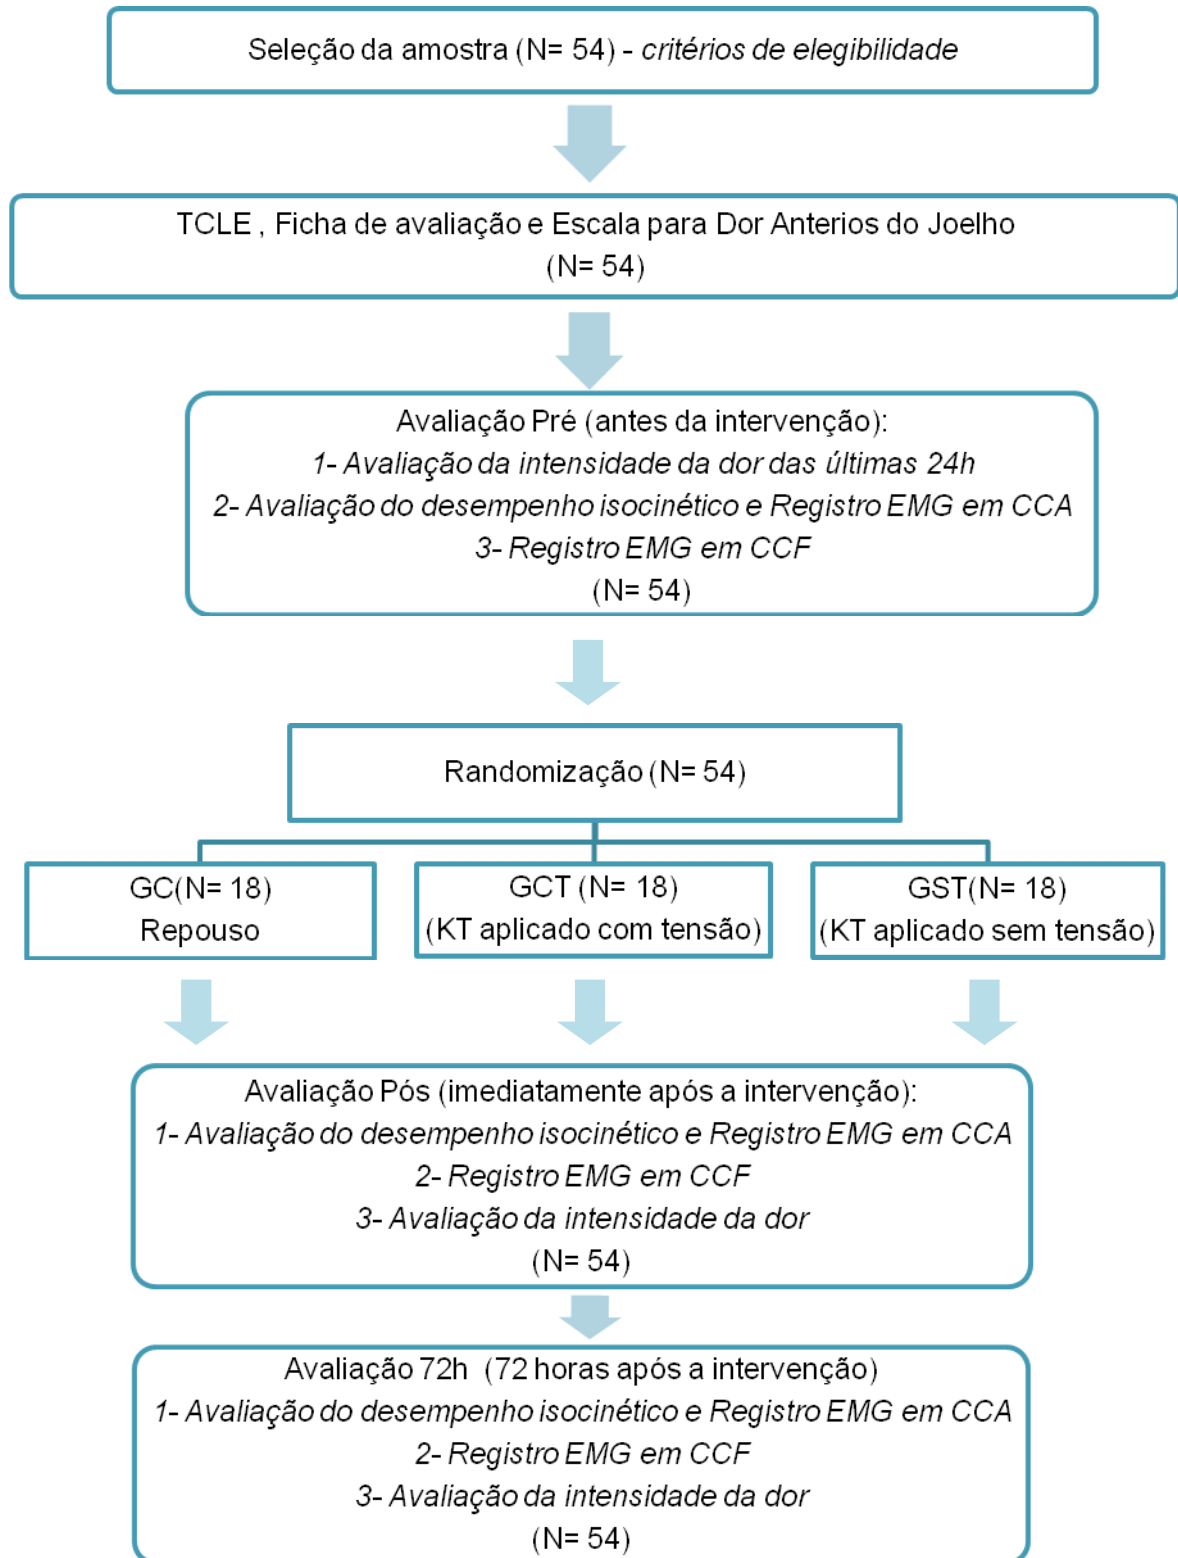 Seleção da amostra (N= 54) - critérios de elegibilidade
TCLE , Ficha de avaliação e Escala para Dor Anterios do Joelho
(N= 54)
Avaliação Pré (antes da intervenção):
1- Avaliação da intensidade da dor das últimas 24h
2- Avaliação do desempenho isocinético e Registro EMG em CCA
3- Registro EMG em CCF
(N= 54)
Randomização (N= 54)
GC(N= 18)
Repouso
GCT (N= 18)
(KT aplicado com tensão)
GST(N= 18)
(KT aplicado sem tensão)
Avaliação Pós (imediatamente após a intervenção):
1- Avaliação do desempenho isocinético e Registro EMG em CCA
2- Registro EMG em CCF
3- Avaliação da intensidade da dor
(N= 54)
Avaliação 72h (72 horas após a intervenção)
1- Avaliação do desempenho isocinético e Registro EMG em CCA
2- Registro EMG em CCF
3- Avaliação da intensidade da dor
(N= 54)